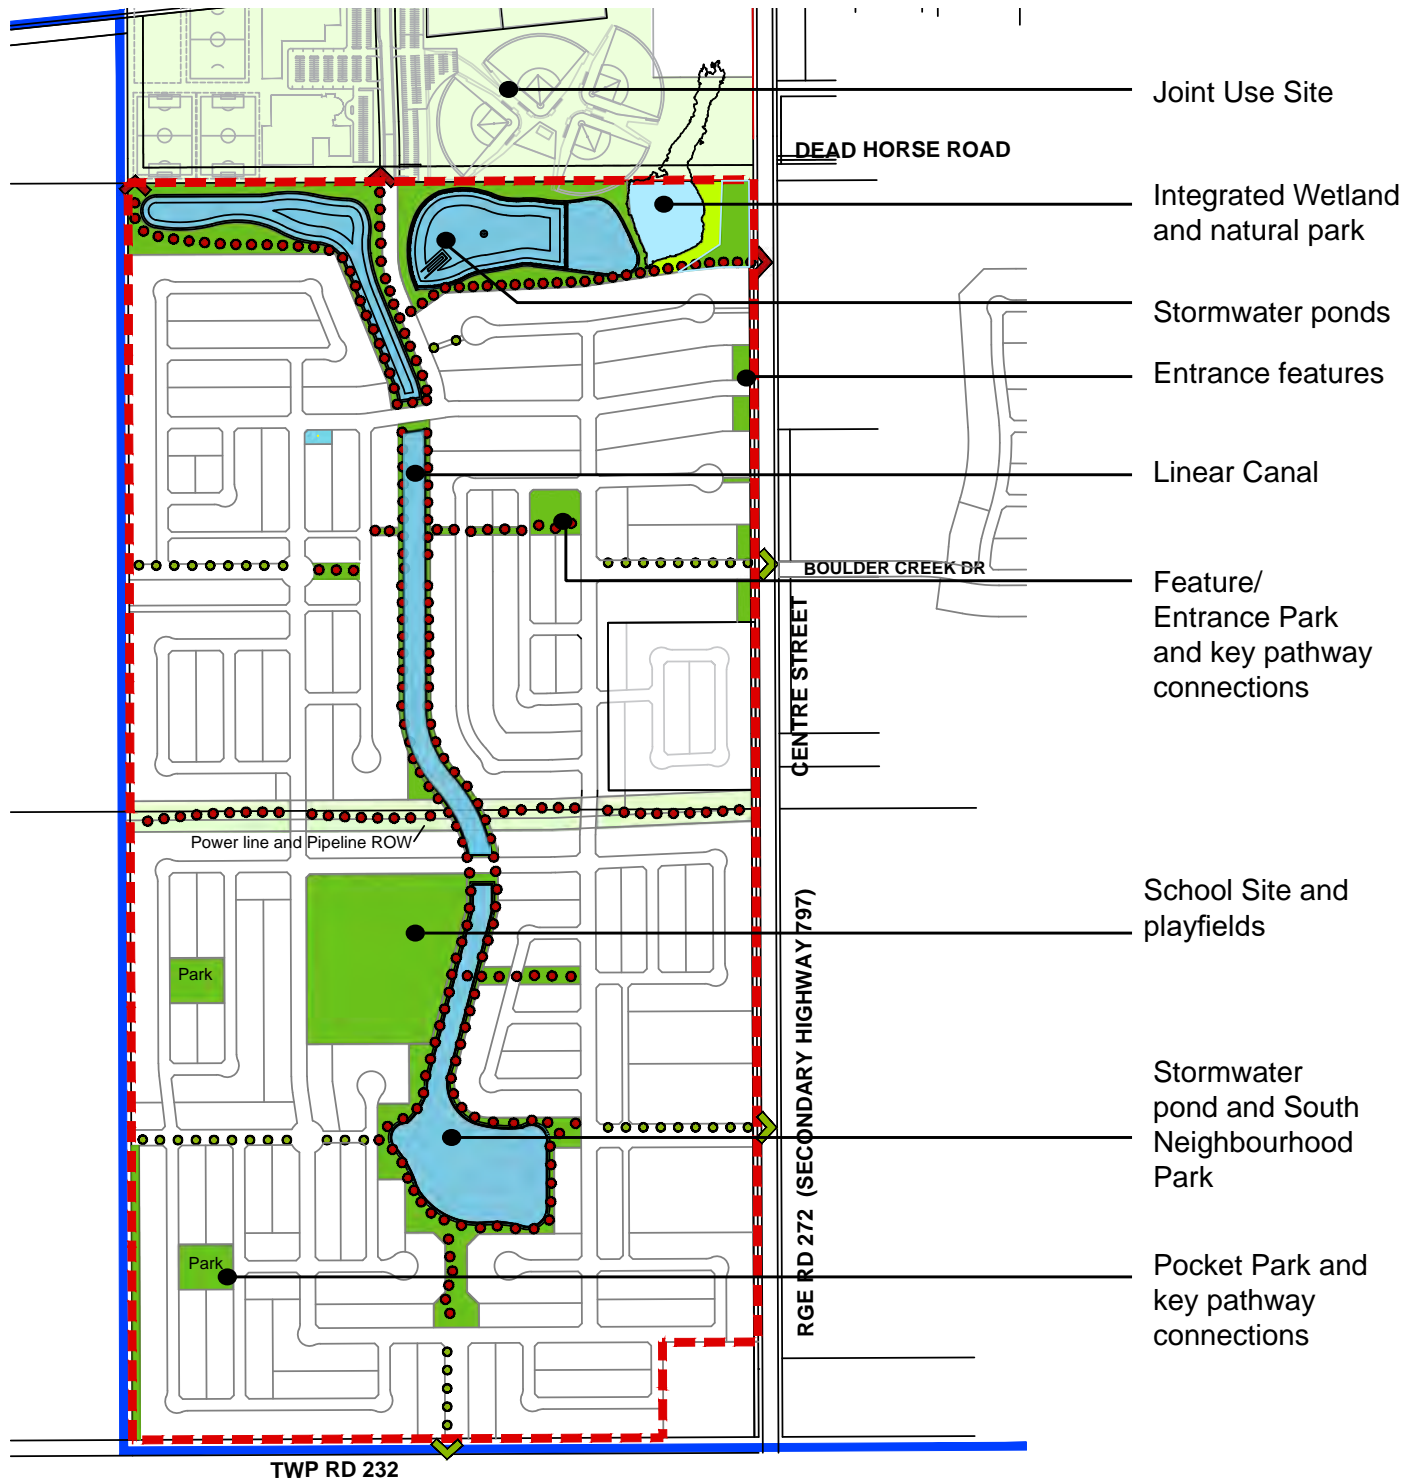 Joint Use Site
DEAD HORSE ROAD
Integrated Wetland
and natural park
Stormwater ponds
Entrance features
Linear Canal
BOULDER CREEK DR
Feature/
Entrance Park
and key pathway
connections
CENTRE STREET
Power line and Pipeline ROW
School Site and
playfields
Park
RGE RD 272 (SECONDARY HIGHWAY 797)
Stormwater
pond and South
Neighbourhood
Park
Park
Pocket Park and
key pathway
connections
TWP RD 232